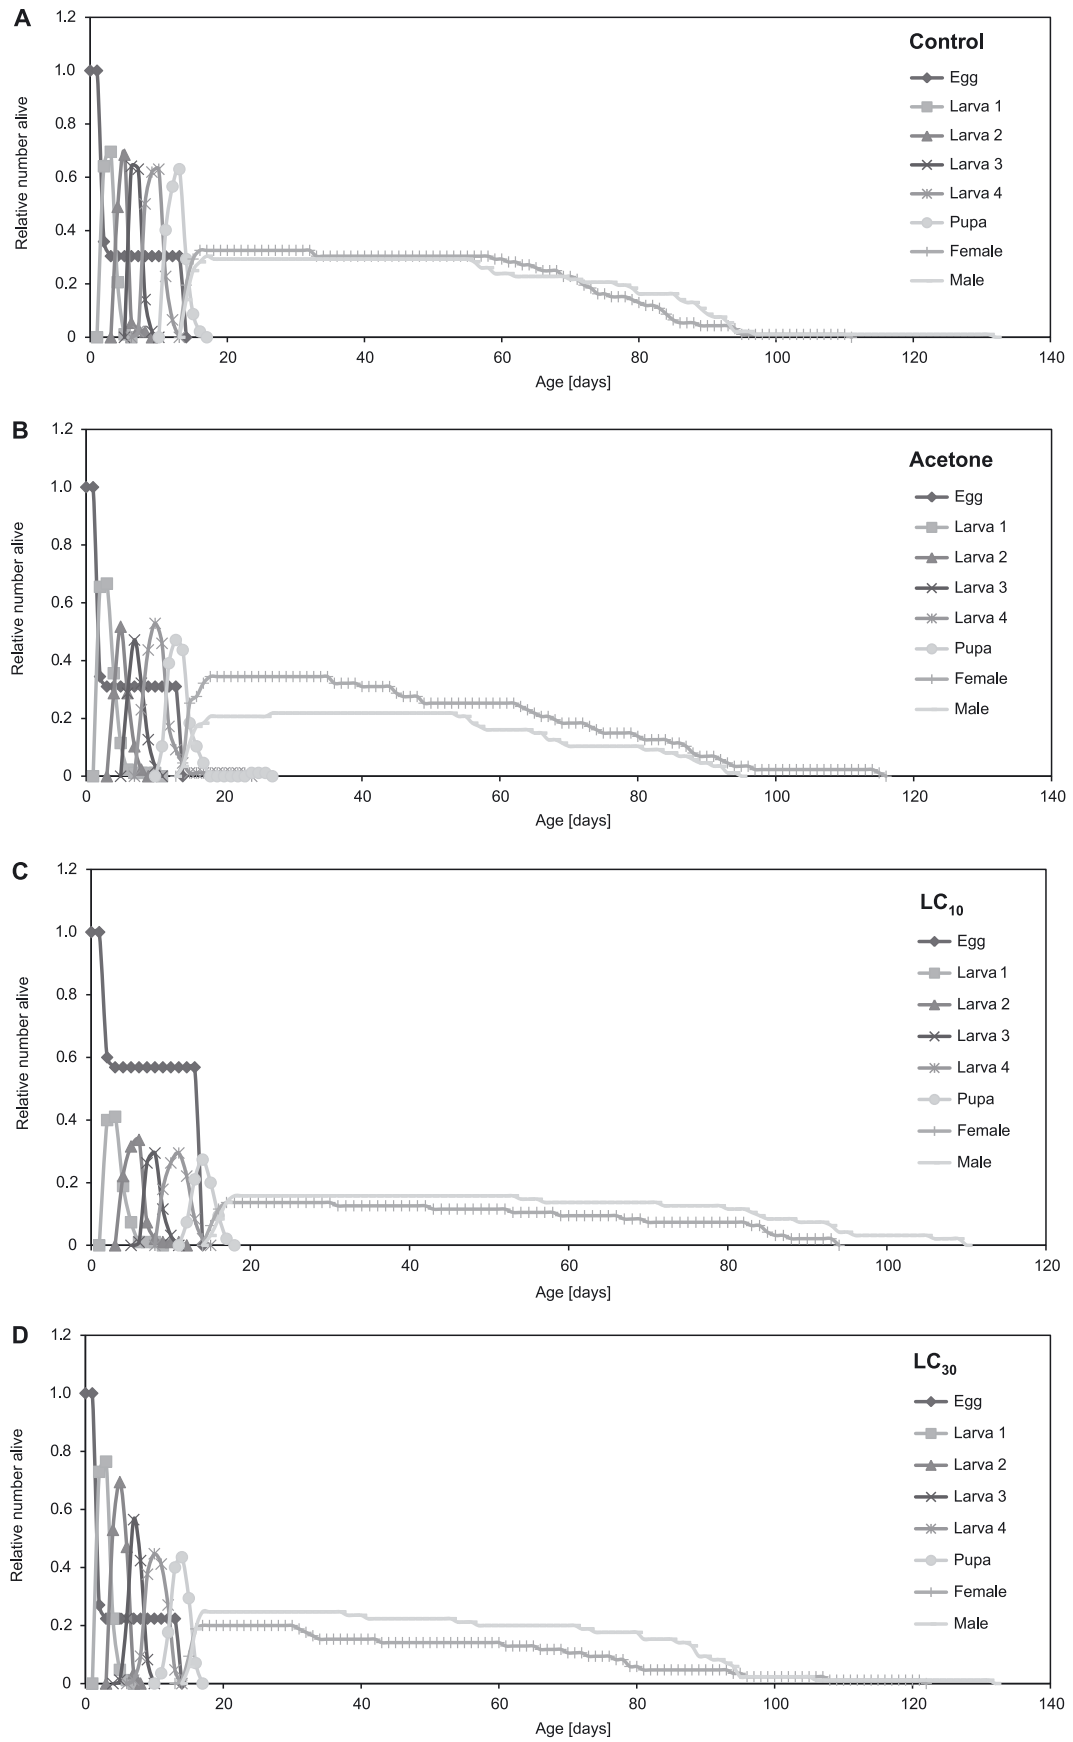 A
Control
Relative number alive
1.2
1.0
0.8
0.6
0.4
0.2
0
Egg
Larva 1
Larva 2
Larva 3
Larva 4
Pupa
Female
Male
0 20 40 60 80 100 120 140
Age [days]
B
Acetone
Relative number alive
1.2
1.0
0.8
0.6
0.4
0.2
0
Egg
Larva 1
Larva 2
Larva 3
Larva 4
Pupa
Female
Male
0 20 40 60 80 100 120 140
Age [days]
C
LC10
Relative number alive
1.2
1.0
0.8
0.6
0.4
0.2
0
Egg
Larva 1
Larva 2
Larva 3
Larva 4
Pupa
Female
Male
0 20 40 60 80 100 120
Age [days]
D
LC30
Relative number alive
1.2
1.0
0.8
0.6
0.4
0.2
0
Egg
Larva 1
Larva 2
Larva 3
Larva 4
Pupa
Female
Male
0 20 40 60 80 100 120 140
Age [days]